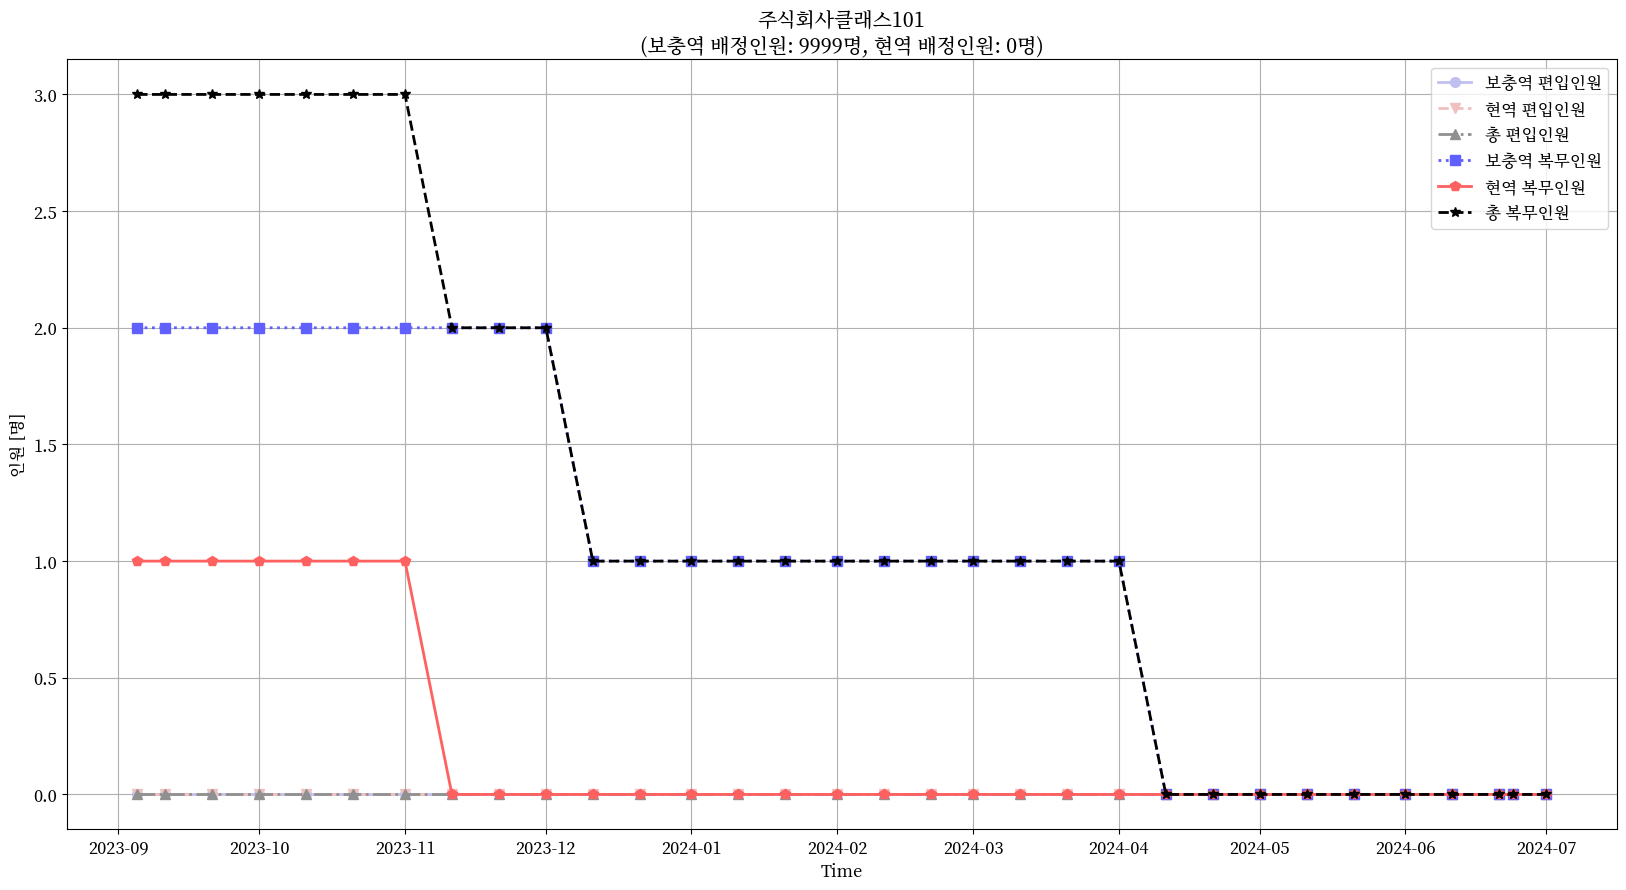 주식회사클래스101
(보충역 배정인원: 9999명, 현역 배정인원: 0명)
보충역 편입인원
현역 편입인원
총 편입인원
보충역 복무인원
현역 복무인원
총 복무인원
인원 [명]
3.0
2.5
2.0
1.5
1.0
0.5
0.0
2023-09 2023-10 2023-11 2023-12 2024-01 2024-02 2024-03 2024-04 2024-05 2024-06 2024-07
Time